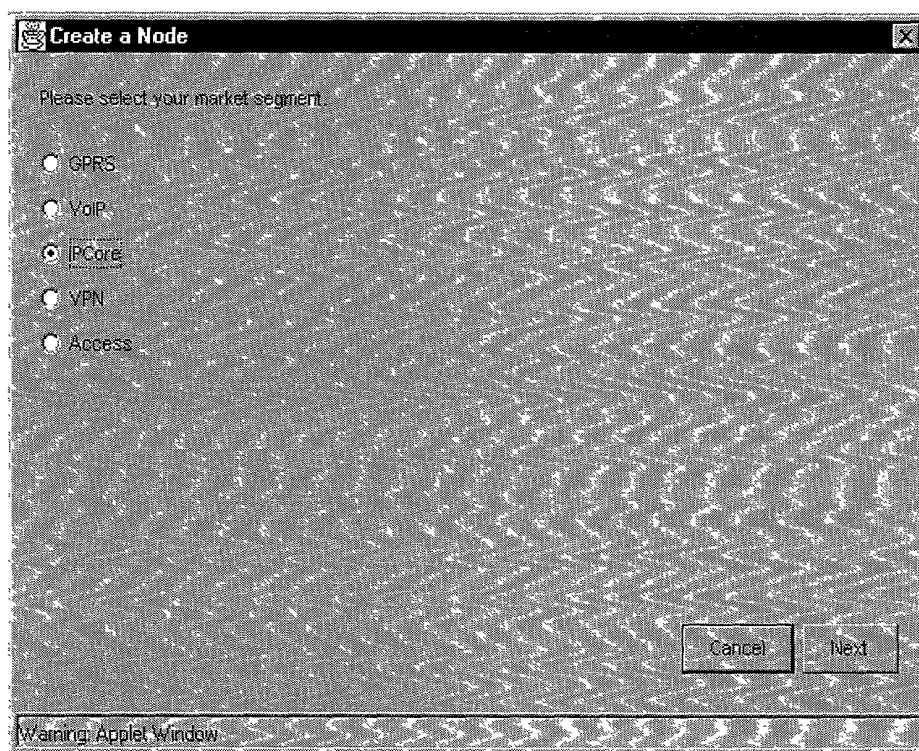 Create a Node
Please select your market segment.
GPRS
VoIP
IPCore
VPN
Access
Cancel
Next
Warning: Applet Window